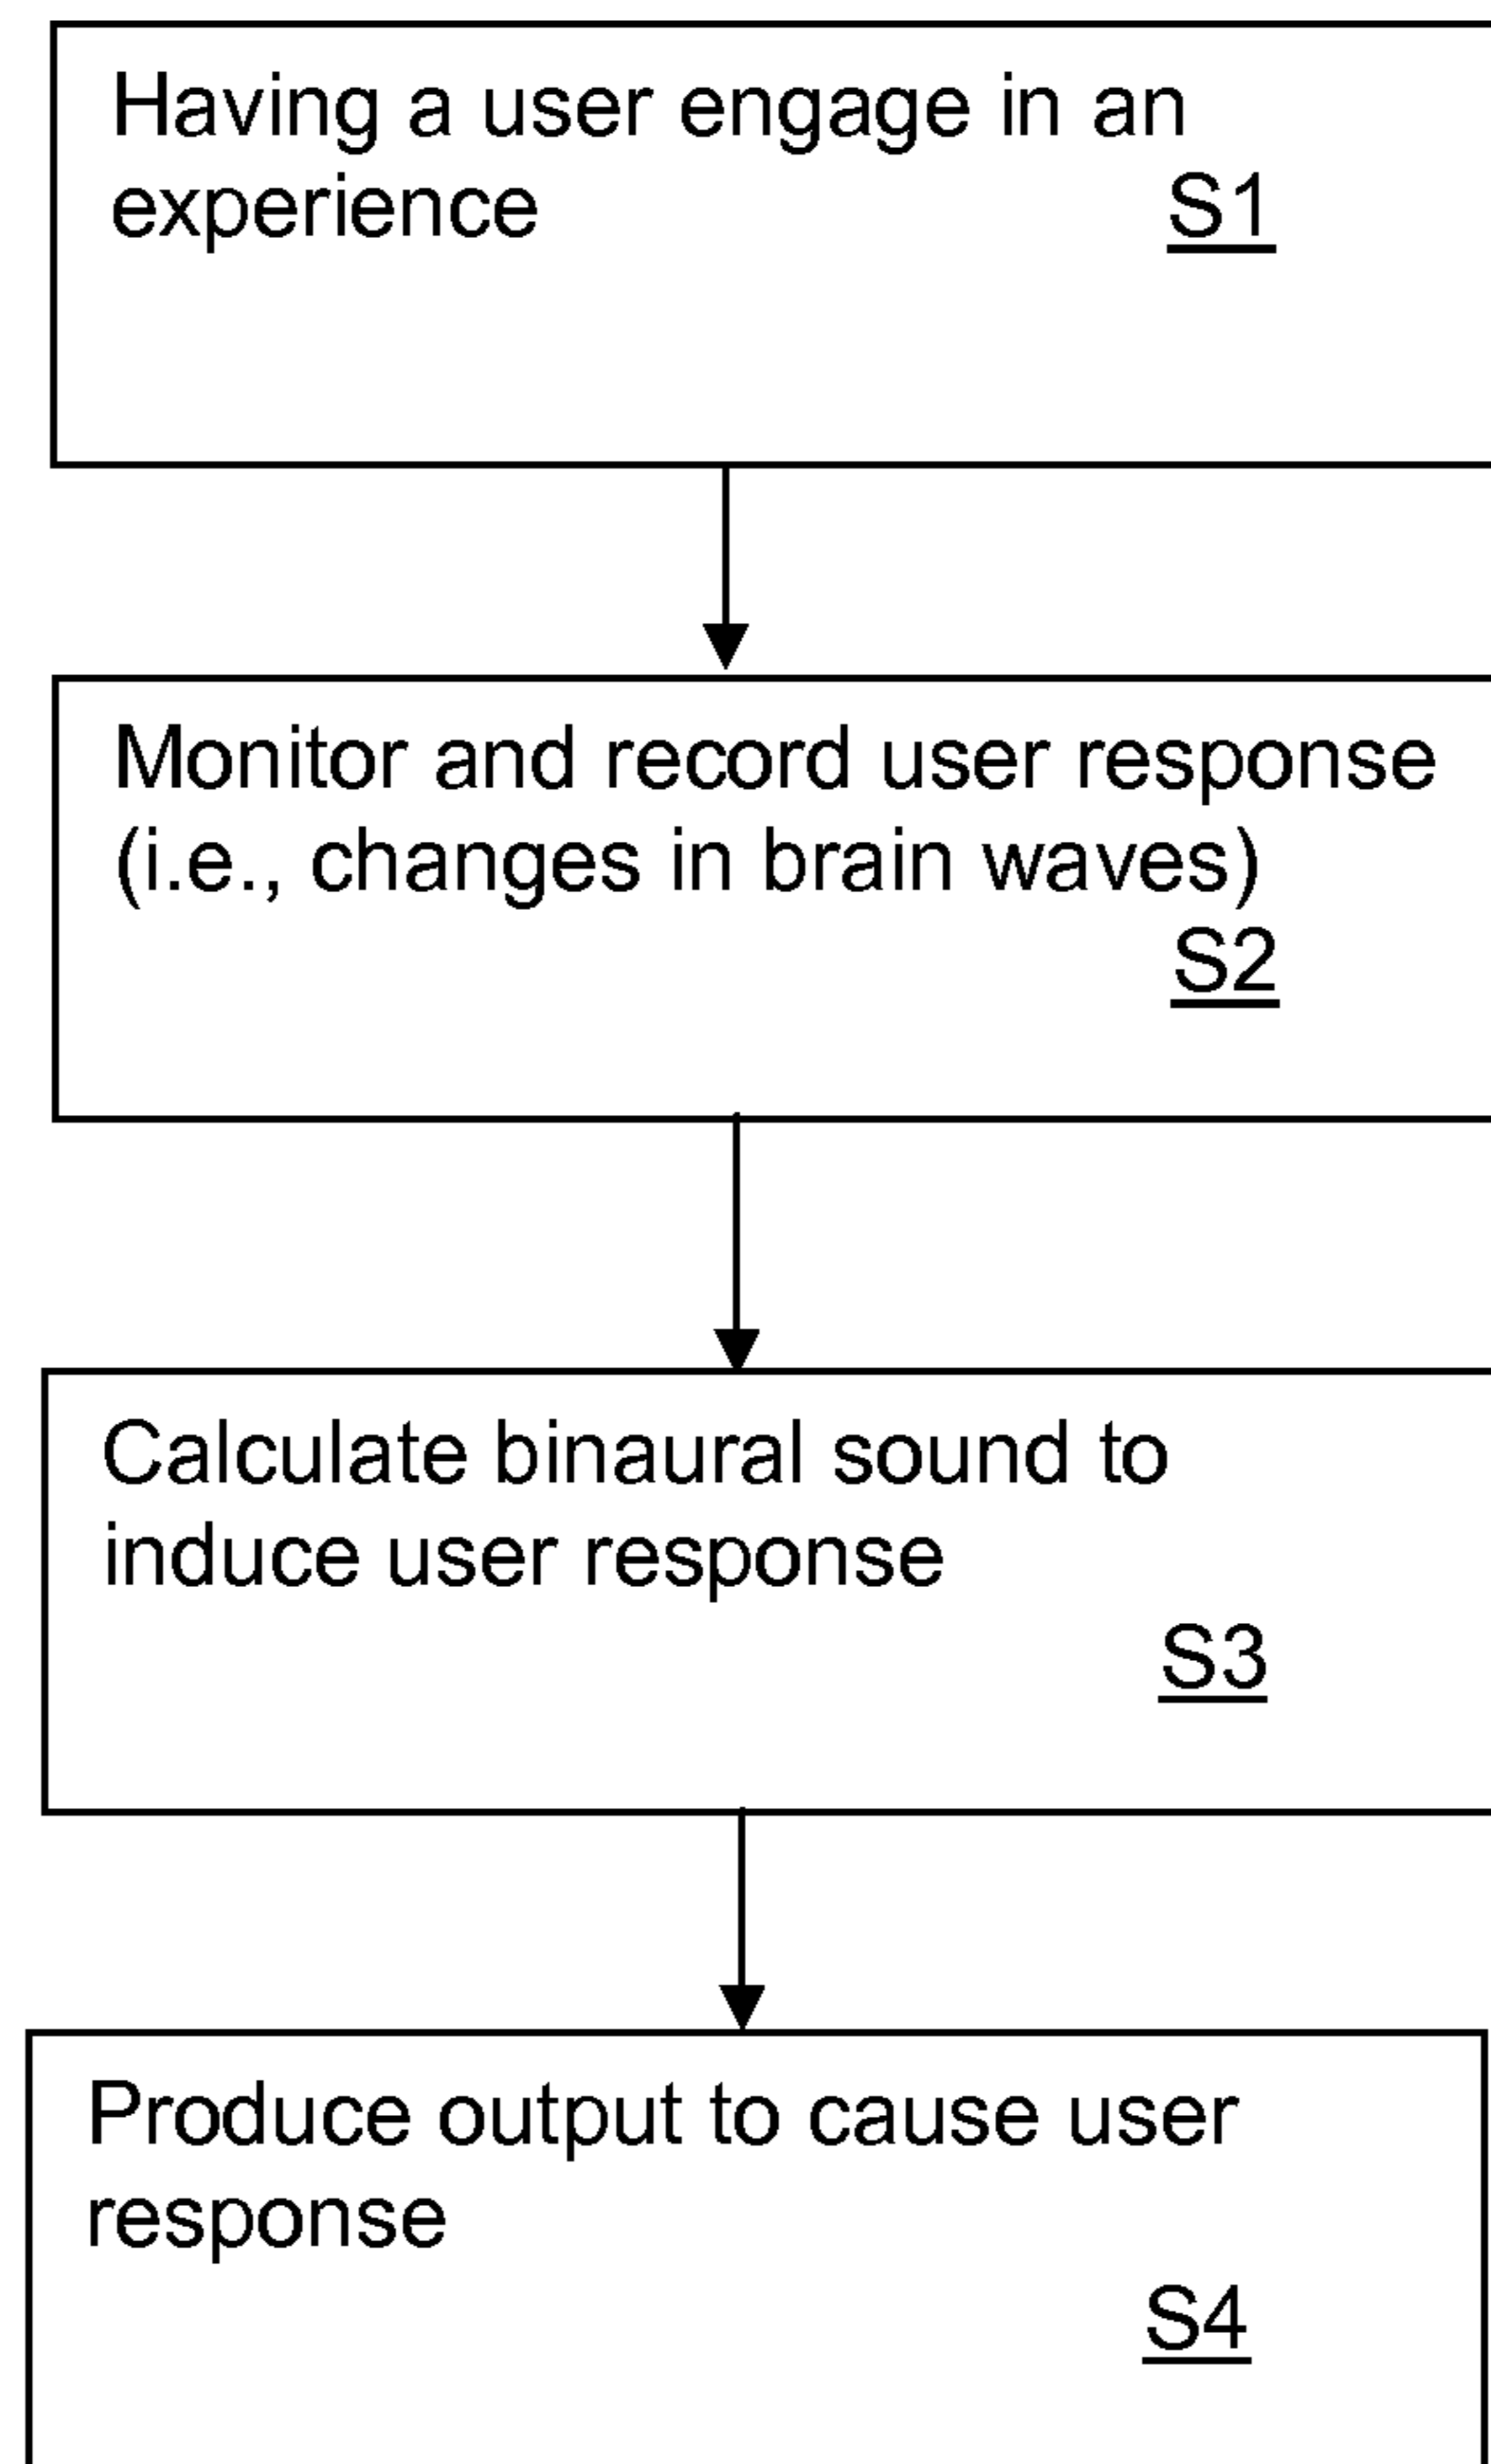 Having a user engage in an
experience S1
Monitor and record user response
(i.e., changes in brain waves)
S2
Calculate binaural sound to
induce user response
S3
Produce output to cause user
response
S4